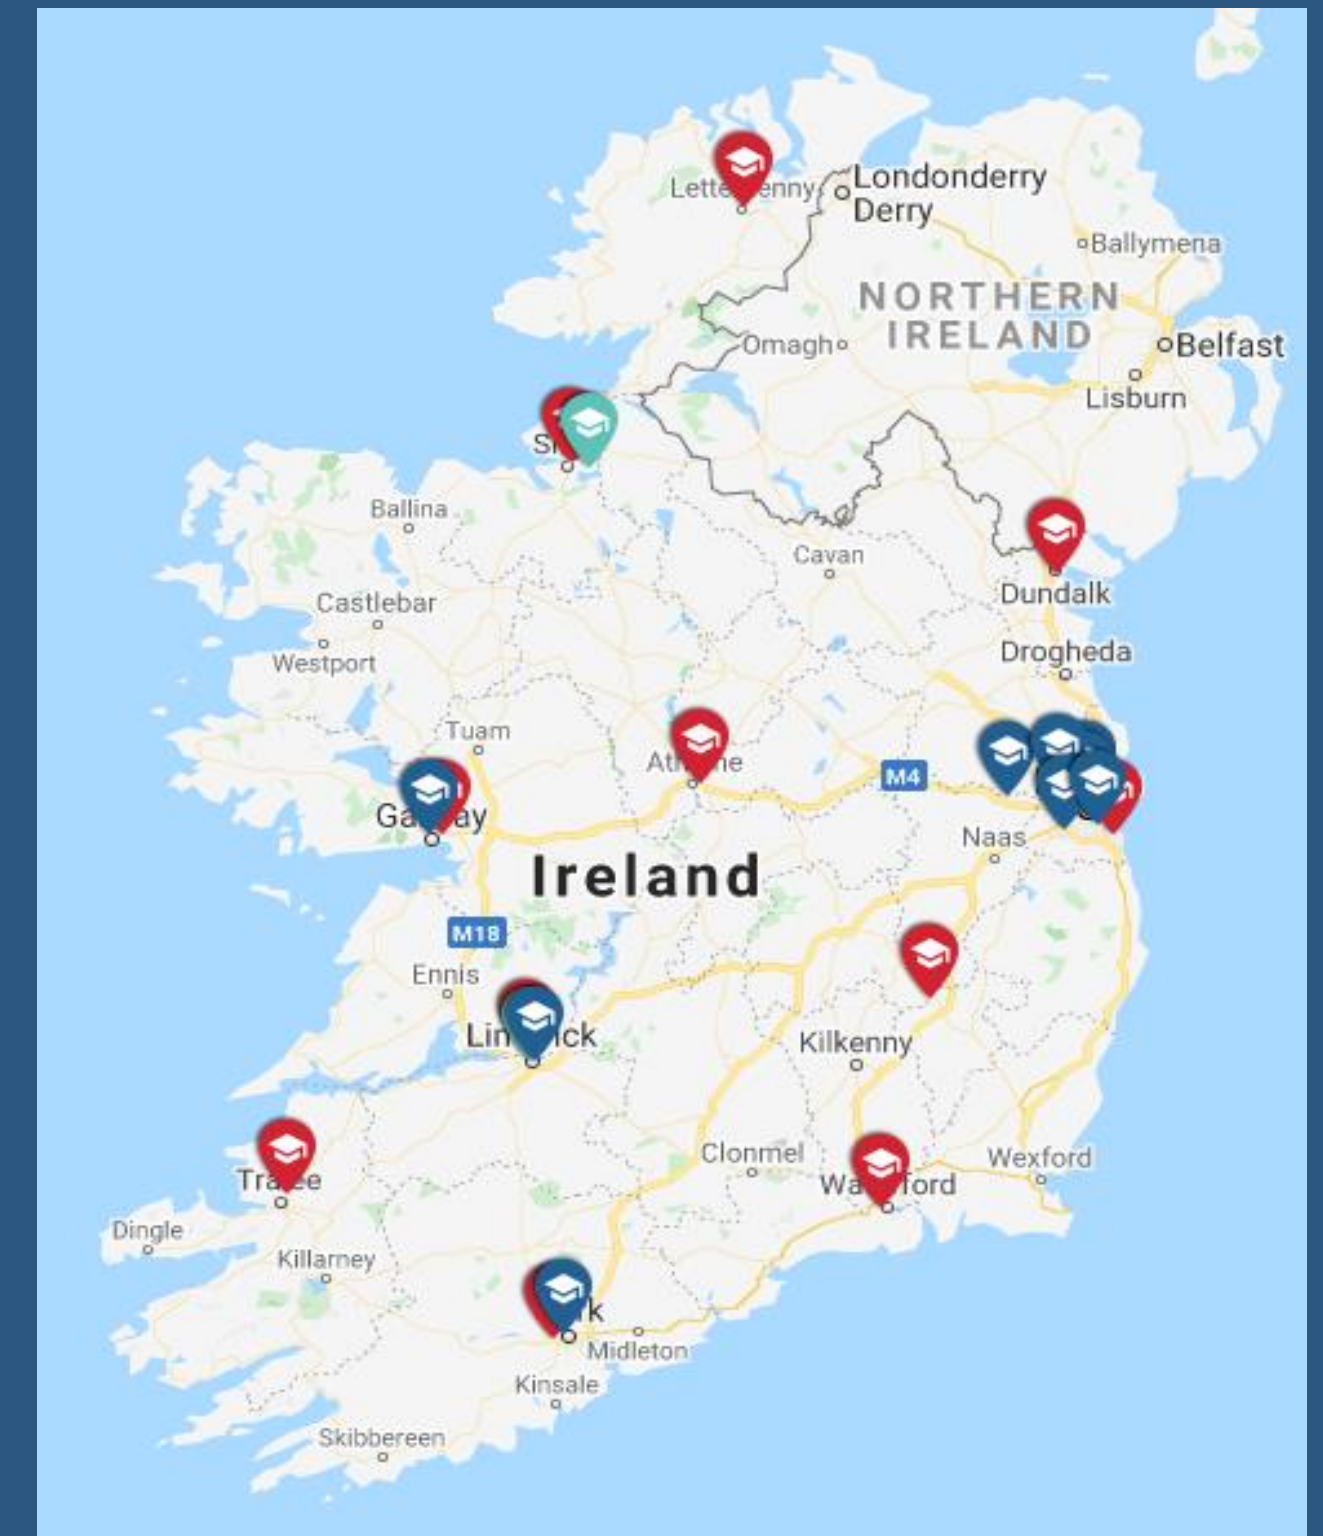 Londonderry
Derry
Ballymena
NORTHERN
IRELAND
Omagh
Belfast
Lisburn
Ballina
Cavan
Castlebar
Dundalk
Westport
Drogheda
Tuam
M4
Naas
Ireland
M18
Ennis
Kilkenny
Clonmel
Wexford
Dingle
Killarney
Midleton
Kinsale
Skibbereen